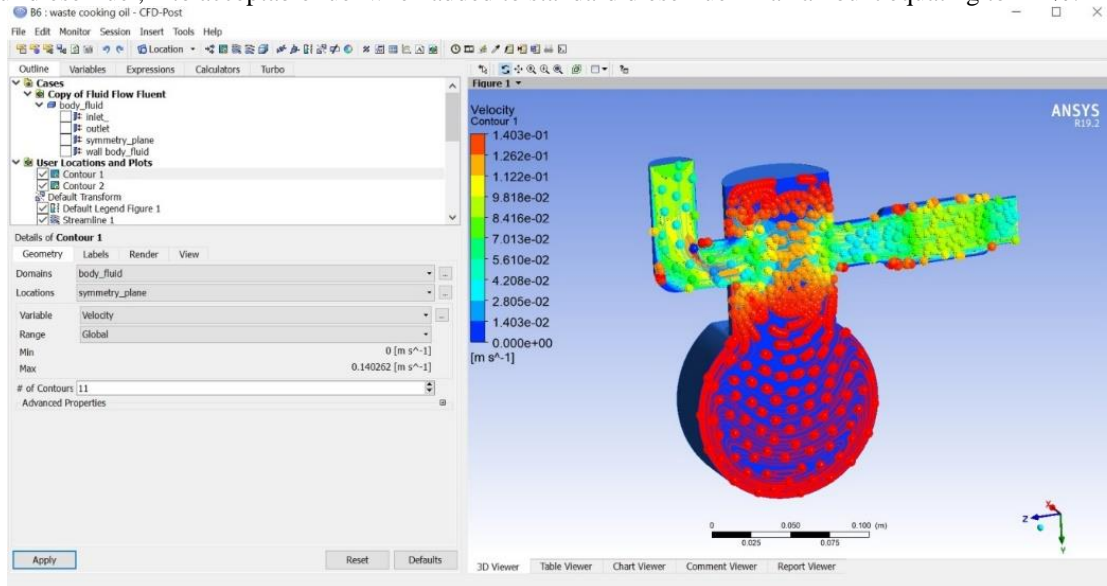 B6 : waste cooking oil - CFD-Post
File Edit Monitor Session Insert Tools Help
Location
Outline Variables Expressions Calculators Turbo
Cases
Copy of Fluid Flow Fluent
body_fluid
inlet_
outlet
symmetry_plane
wall body_fluid
User Locations and Plots
Contour 1
Contour 2
Default Transform
Default Legend Figure 1
Streamline 1
Details of Contour 1
Geometry Labels Render View
Domains body_fluid
Locations symmetry_plane
Variable Velocity
Range Global
Min 0 [m s^-1]
Max 0.140262 [m s^-1]
# of Contours 11
Advanced Properties
Apply Reset Defaults
Figure 1
Velocity
Contour 1
1.403e-01
1.262e-01
1.122e-01
9.818e-02
8.416e-02
7.013e-02
5.610e-02
4.208e-02
2.805e-02
1.403e-02
0.000e+00
[m s^-1]
ANSYS
R19.2
0 0.050 0.100 (m)
0.025 0.075
X
Z
Y
3D Viewer Table Viewer Chart Viewer Comment Viewer Report Viewer